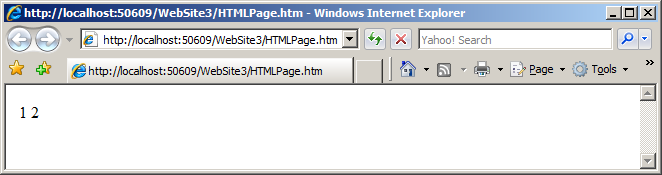 http://localhost:50609/WebSite3/HTMLPage.htm - Windows Internet Explorer
http://localhost:50609/WebSite3/HTMLPage.htm Yahoo! Search
http://localhost:50609/WebSite3/HTMLPage.htm Page Tools »
1 2